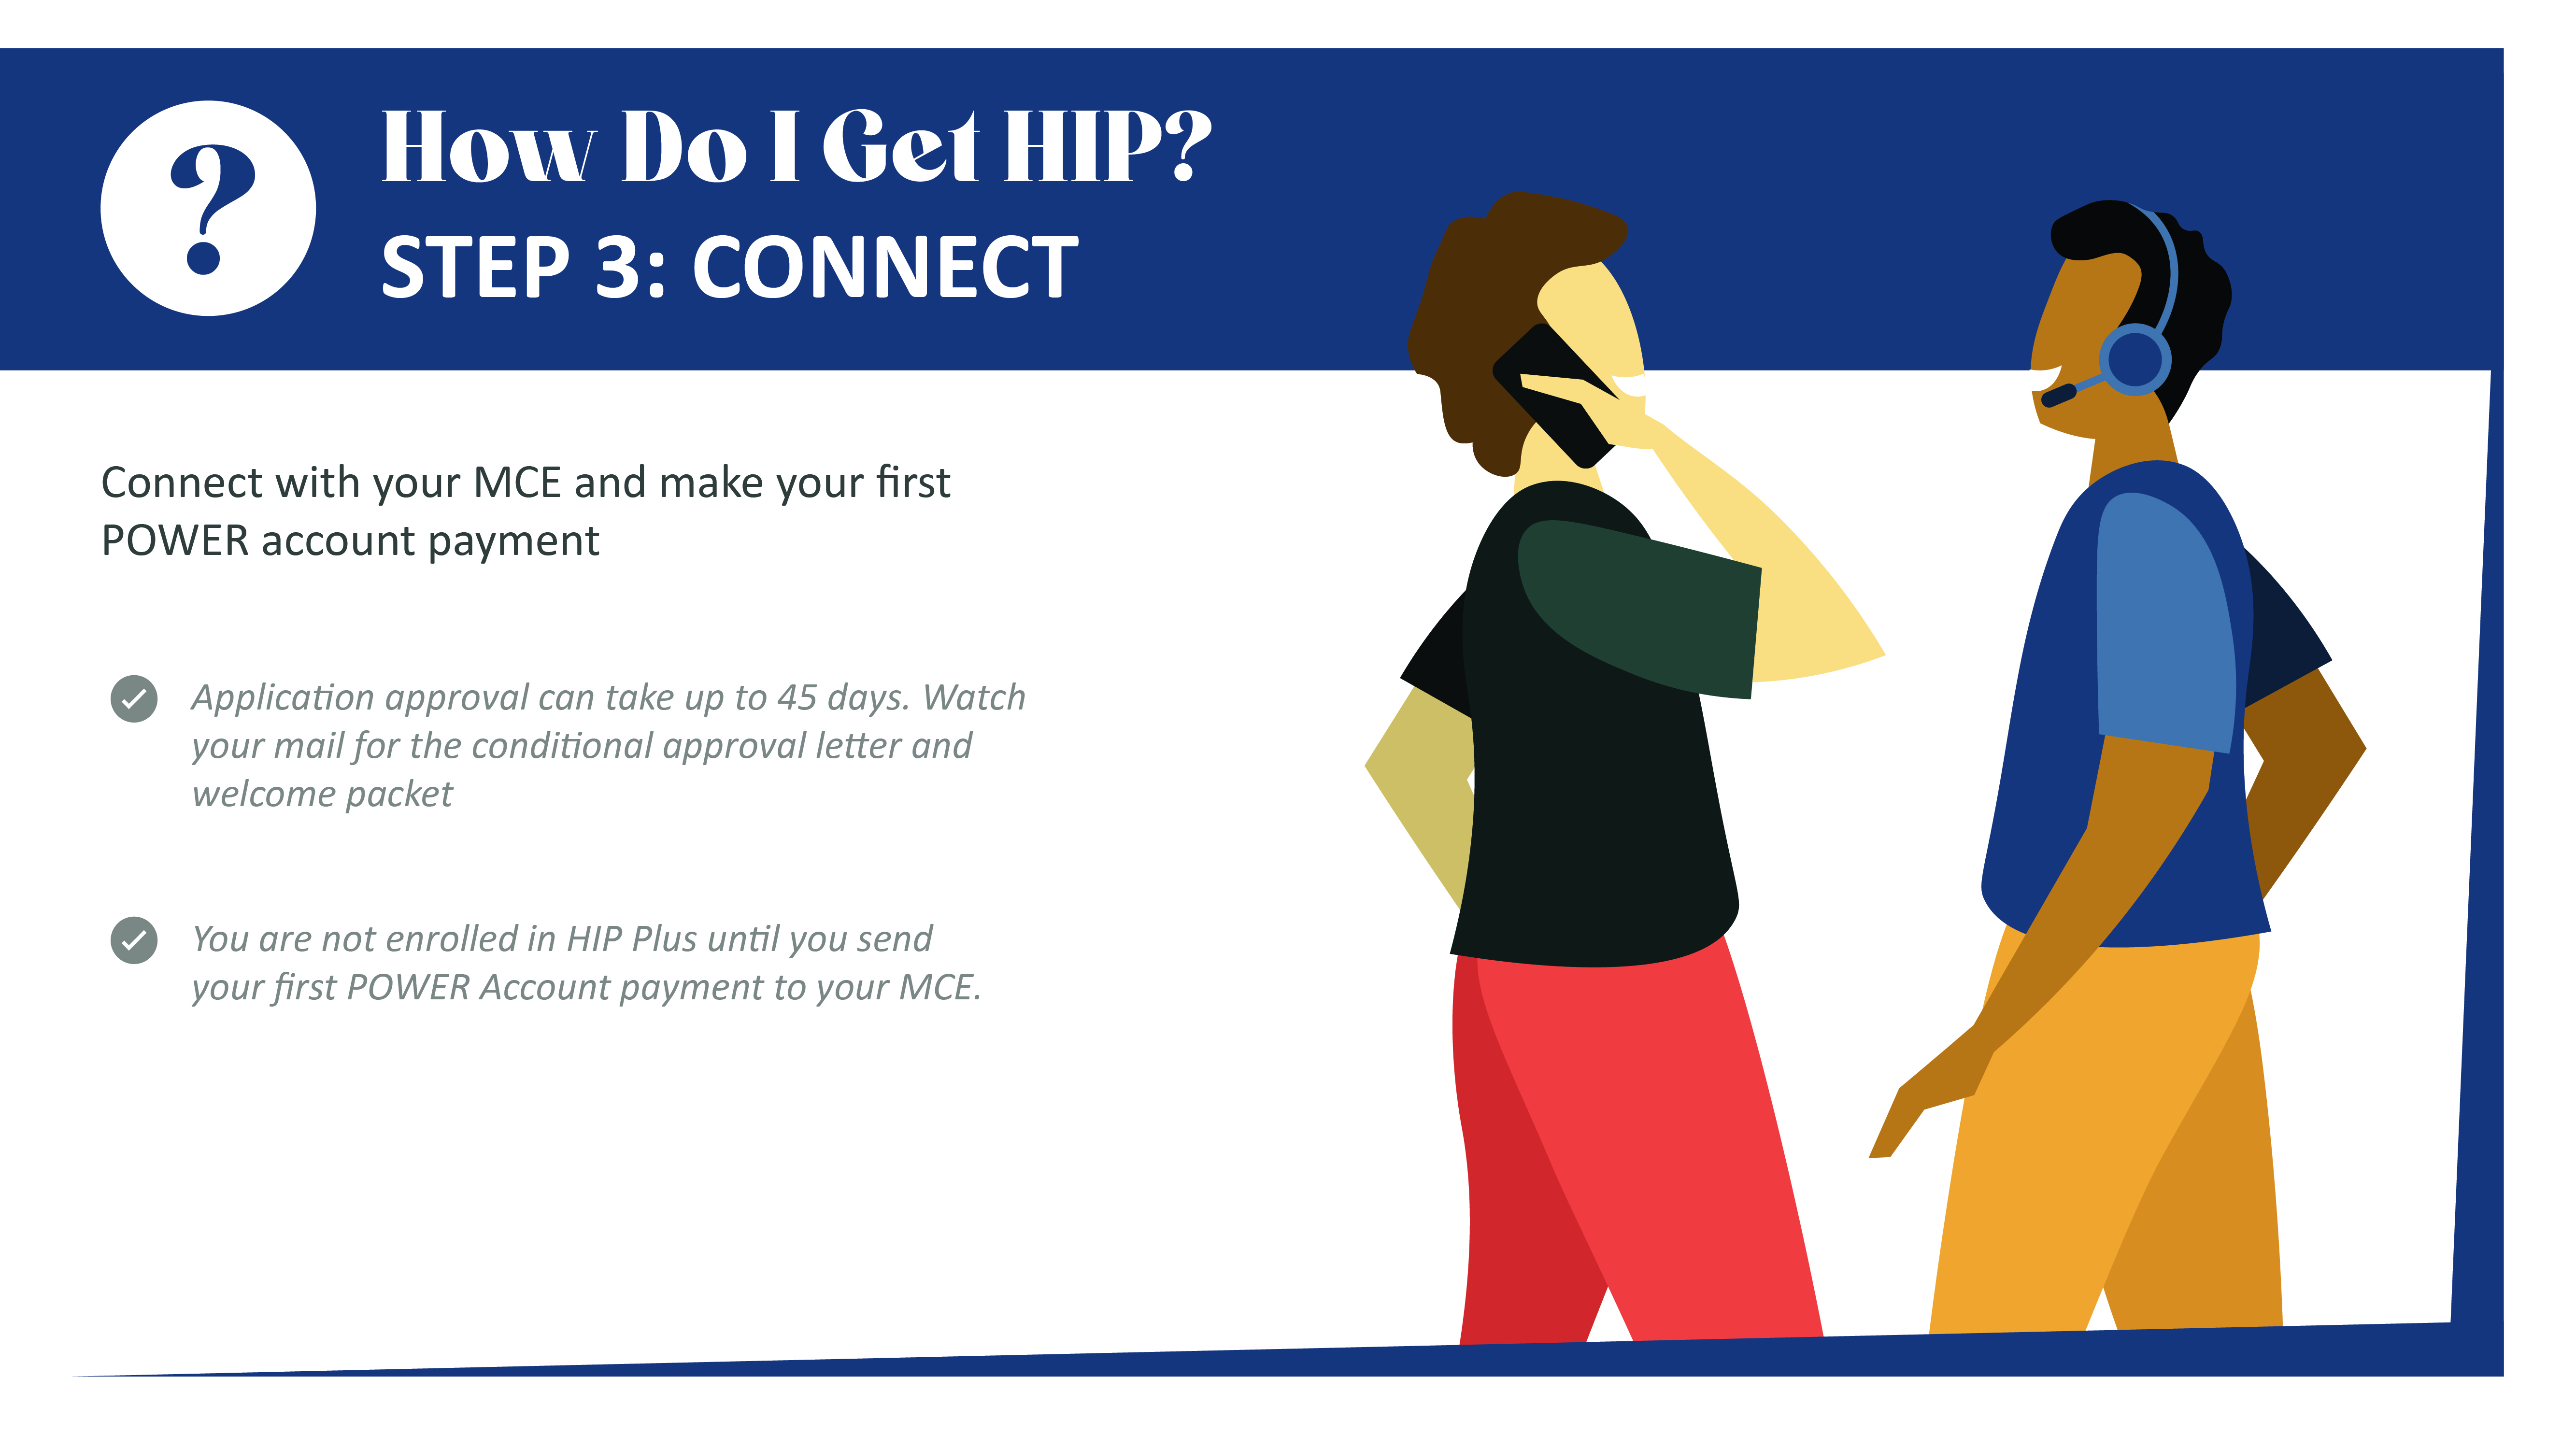 ?
How Do I Get HIP?
STEP 3: CONNECT
Connect with your MCE and make your first
POWER account payment
Application approval can take up to 45 days. Watch
your mail for the conditional approval letter and
welcome packet
You are not enrolled in HIP Plus until you send
your first POWER Account payment to your MCE.